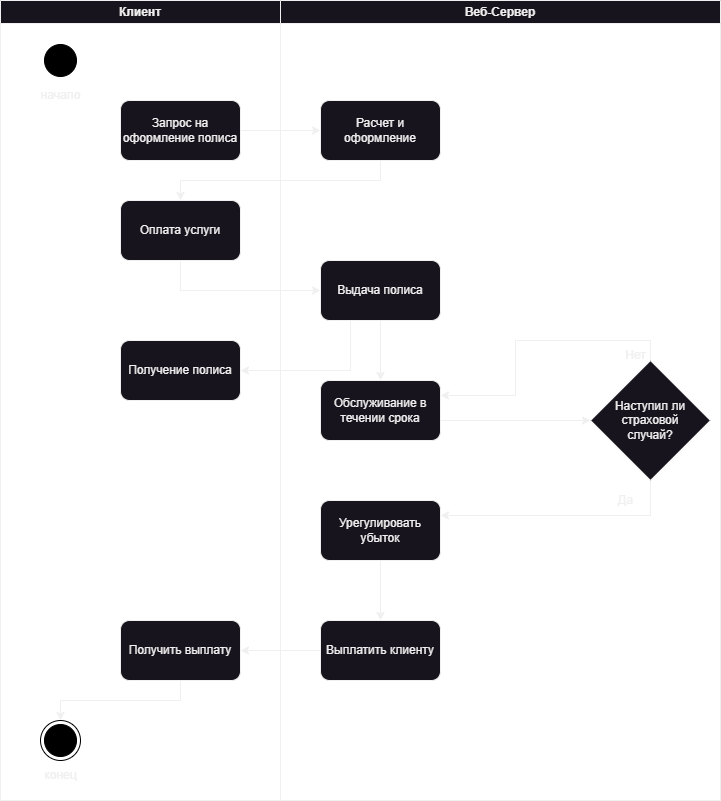 Клиент
Веб-Сервер
начало
Запрос на
оформление полиса
Расчет и
оформление
Оплата услуги
Выдача полиса
Получение полиса
Нет
Обслуживание в
течении срока
Наступил ли
страховой
случай?
Да
Урегулировать
убыток
Получить выплату
Выплатить клиенту
конец